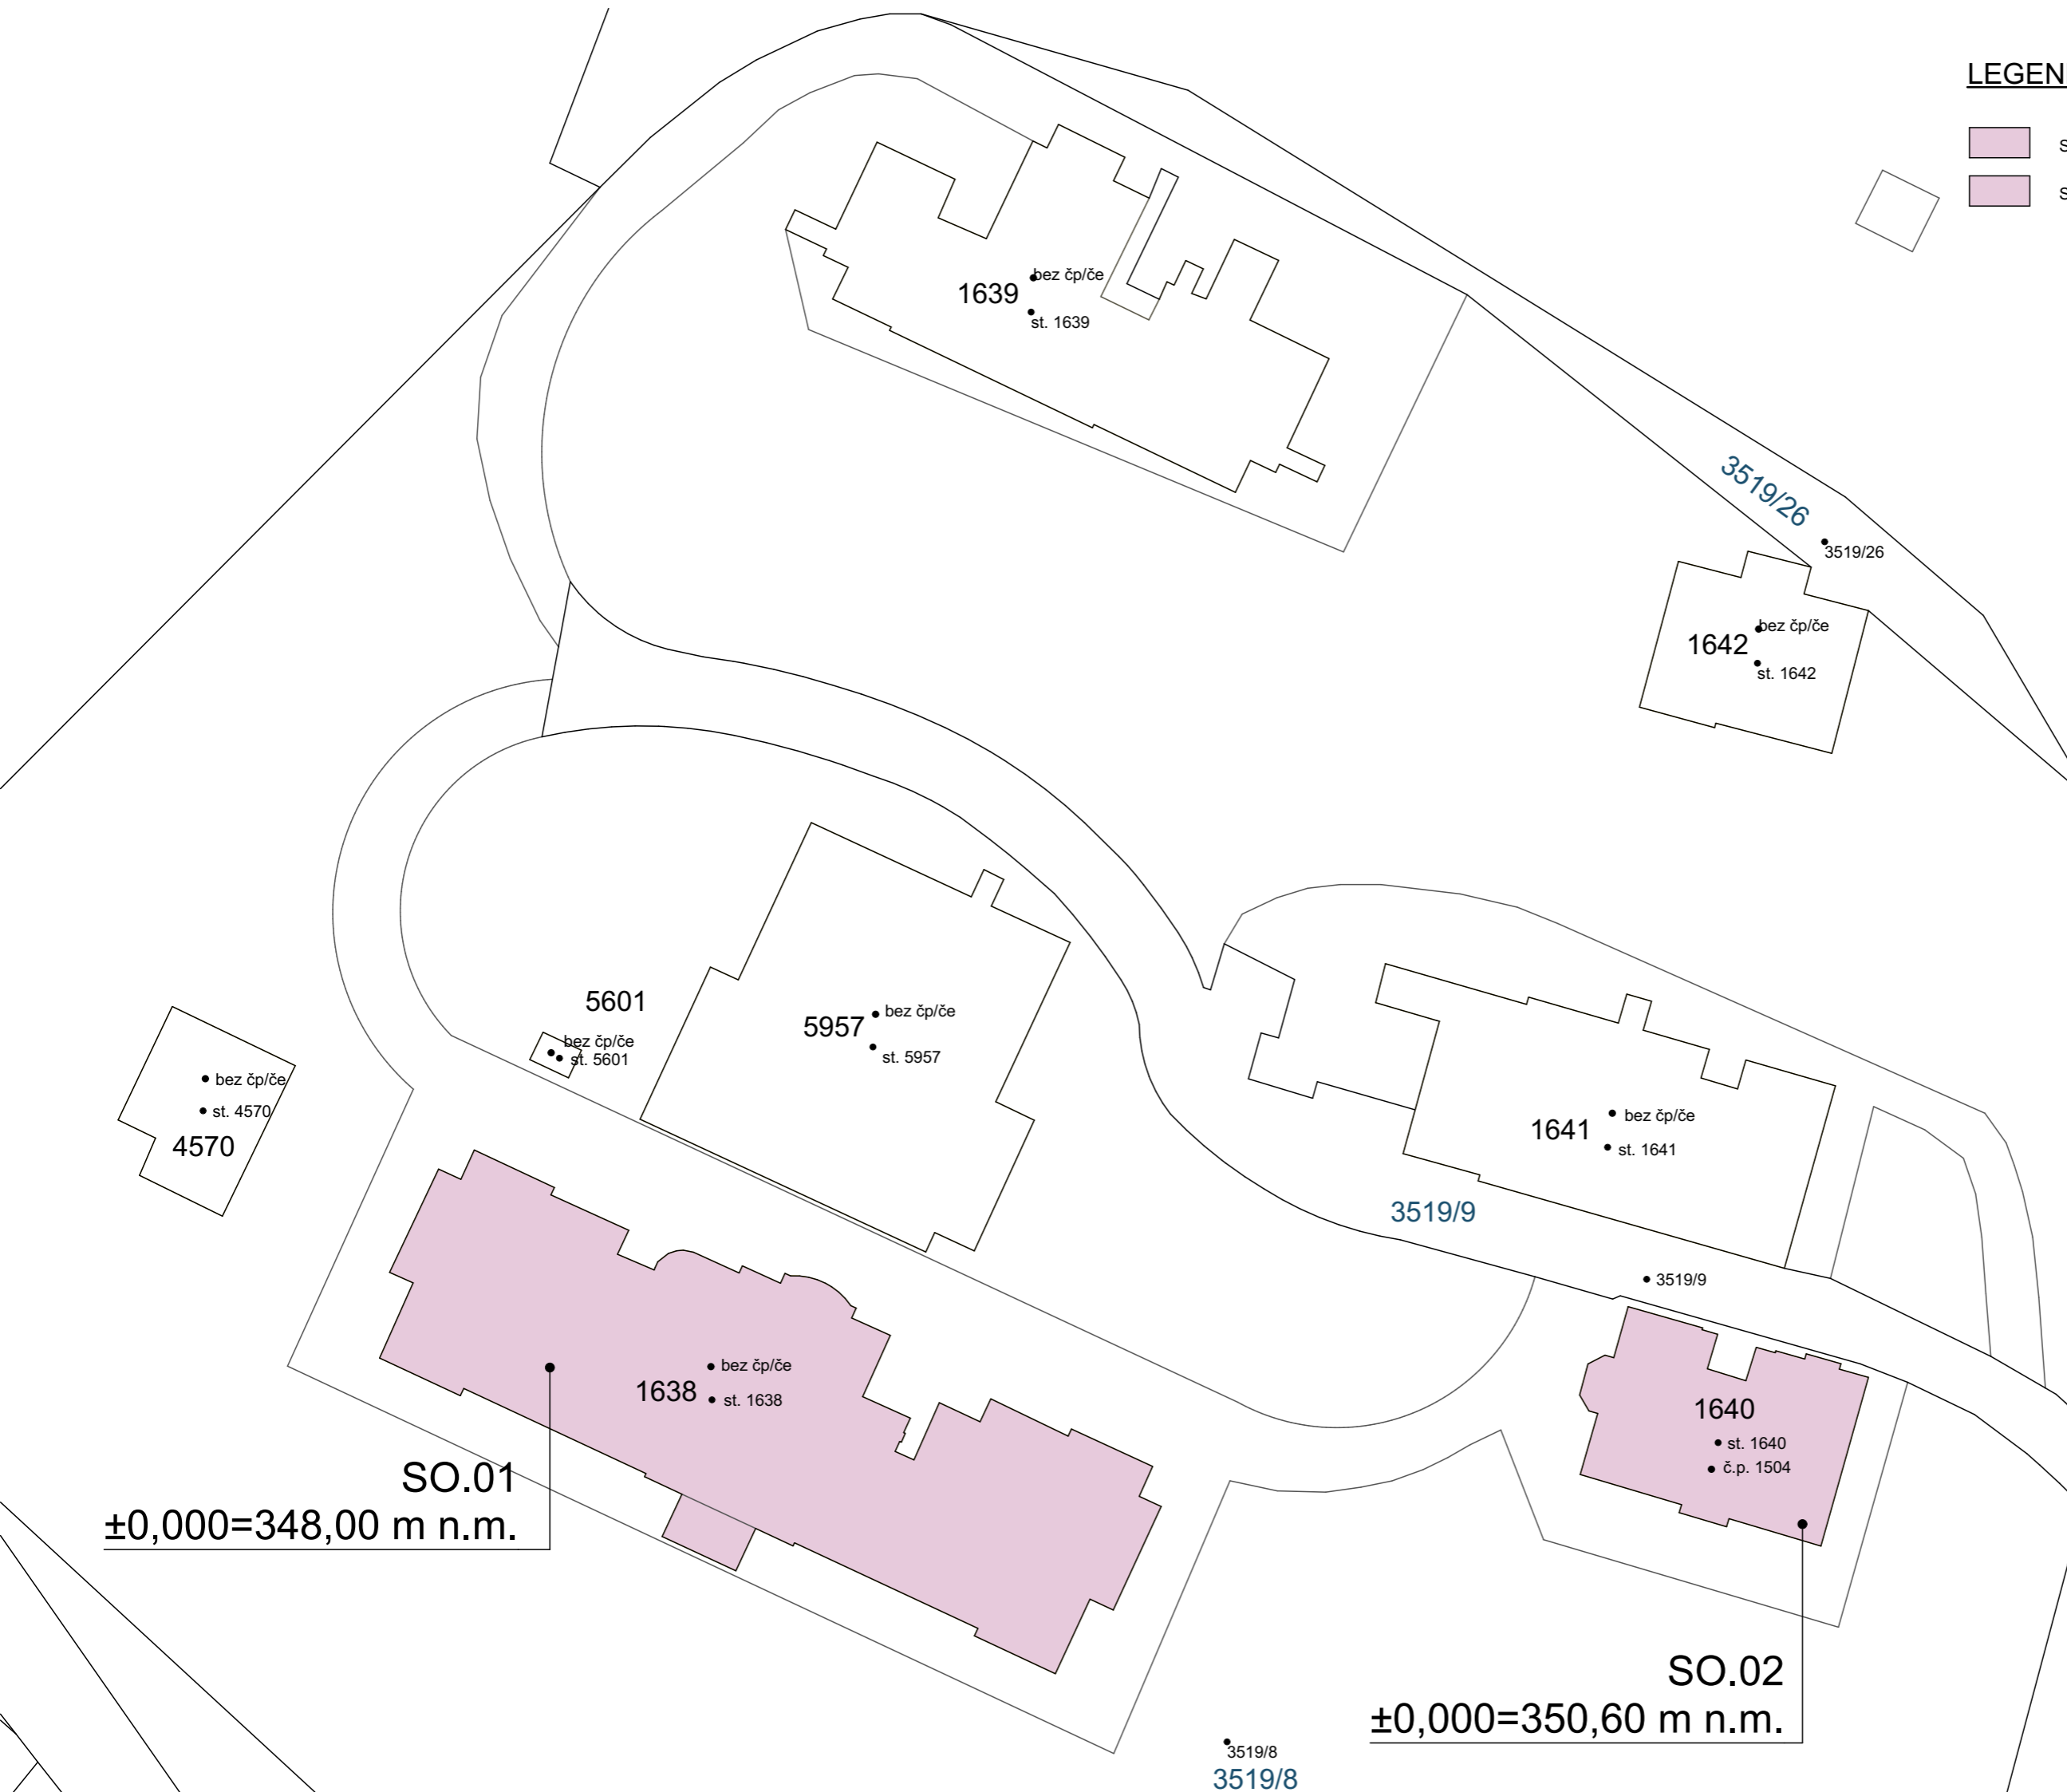 LEGEN
s
s
bez čp/če
1639
st. 1639
3519/26
3519/26
bez čp/če
1642
st. 1642
5601
bez čp/če
st. 5601
bez čp/če
5957
st. 5957
bez čp/če
st. 4570
4570
bez čp/če
1641
st. 1641
3519/9
3519/9
bez čp/če
1638
st. 1638
1640
st. 1640
č.p. 1504
SO.01
±0,000=348,00 m n.m.
SO.02
±0,000=350,60 m n.m.
3519/8
3519/8